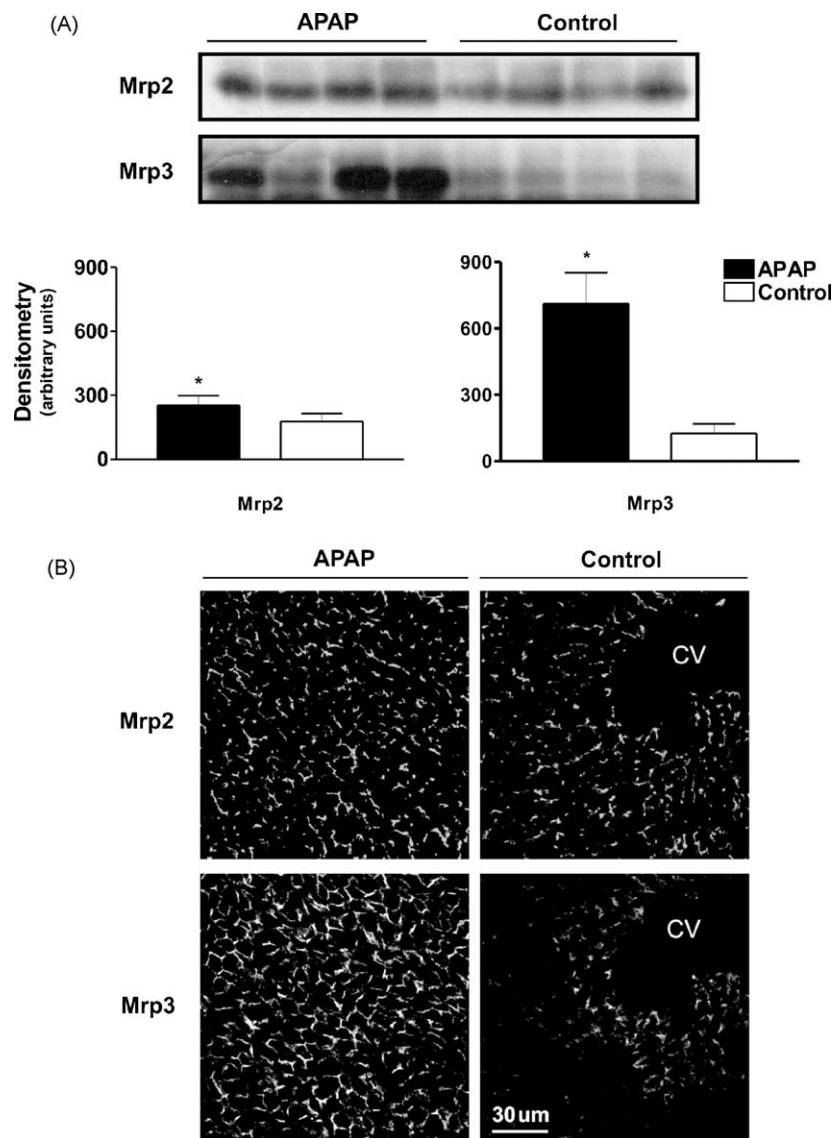 (A)
APAP Control
Mrp2
Mrp3
900
600
300
0
Densitometry
(arbitrary units)
*
Mrp2
900
600
300
0
*
Mrp3
APAP
Control
(B)
APAP Control
Mrp2
CV
Mrp3
CV
30 um